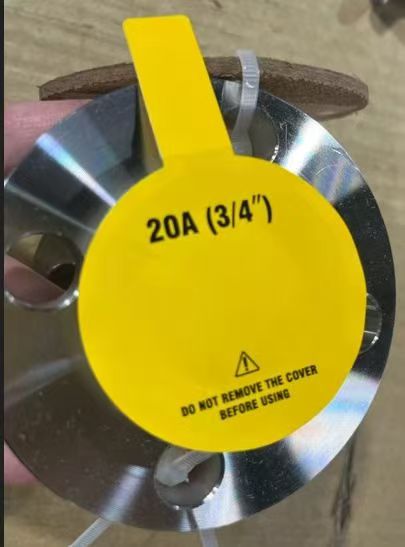 20A (3/4")
DO NOT REMOVE THE COVER
BEFORE USING